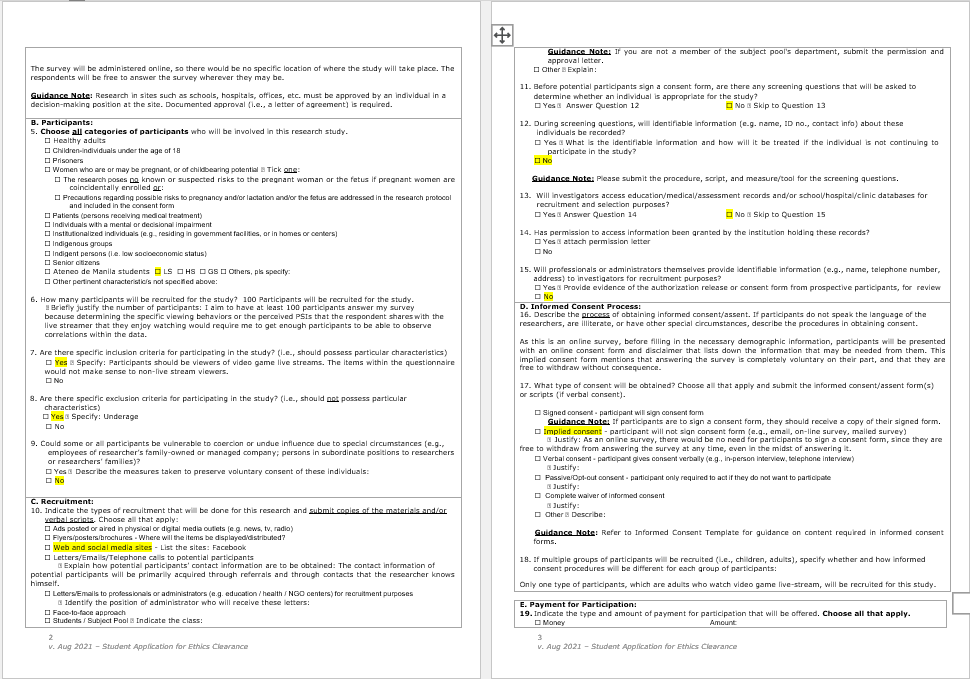 The survey will be administered online, so there would be no specific location of where the study will take place. The
respondents will be free to answer the survey wherever they may be.
Guidance Note: Research in sites such as schools, hospitals, offices, etc. must be approved by an individual in a
decision-making position at the site. Documented approval (i.e., a letter of agreement) is required.
B. Participants:
5. Choose all categories of participants who will be involved in this research study.
☐ Healthy adults
☐ Children-individuals under the age of 18
☐ Prisoners
☐ Women who are or may be pregnant, or of childbearing potential ⍰ Tick one:
☐ The research poses no known or suspected risks to the pregnant woman or the fetus if pregnant women are
coincidentally enrolled or:
☐ Precautions regarding possible risks to pregnancy and/or lactation and/or the fetus are addressed in the research protocol
and included in the consent form
☐ Patients (persons receiving medical treatment)
☐ Individuals with a mental or decisional impairment
☐ Institutionalized individuals (e.g., residing in government facilities, or in homes or centers)
☐ Indigenous groups
☐ Indigent persons (i.e. low socioeconomic status)
☐ Senior citizens
☐ Ateneo de Manila students ☐ LS ☐ HS ☐ GS ☐ Others, pls specify:
☐ Other pertinent characteristic/s not specified above:
6. How many participants will be recruited for the study? 100 Participants will be recruited for the study.
⍰ Briefly justify the number of participants: I aim to have at least 100 participants answer my survey
because determining the specific viewing behaviors or the perceived PSIs that the respondent shares with the
live streamer that they enjoy watching would require me to get enough participants to be able to observe
correlations within the data.
7. Are there specific inclusion criteria for participating in the study? (i.e., should possess particular characteristics)
☐ Yes ⍰ Specify: Participants should be viewers of video game live streams. The items within the questionnaire
would not make sense to non-live stream viewers.
☐ No
8. Are there specific exclusion criteria for participating in the study? (i.e., should not possess particular
characteristics)
☐ Yes ⍰ Specify: Underage
☐ No
9. Could some or all participants be vulnerable to coercion or undue influence due to special circumstances (e.g.,
employees of researcher's family-owned or managed company; persons in subordinate positions to researchers
or researchers' families)?
☐ Yes ⍰ Describe the measures taken to preserve voluntary consent of these individuals:
☐ No
C. Recruitment:
10. Indicate the types of recruitment that will be done for this research and submit copies of the materials and/or
verbal scripts. Choose all that apply:
☐ Ads posted or aired in physical or digital media outlets (e.g. news, tv, radio)
☐ Flyers/posters/brochures - Where will the items be displayed/distributed?
☐ Web and social media sites - List the sites: Facebook
☐ Letters/Emails/Telephone calls to potential participants
⍰ Explain how potential participants' contact information are to be obtained: The contact information of
potential participants will be primarily acquired through referrals and through contacts that the researcher knows
himself.
☐ Letters/Emails to professionals or administrators (e.g. education / health / NGO centers) for recruitment purposes
⍰ Identify the position of administrator who will receive these letters:
☐ Face-to-face approach
☐ Students / Subject Pool ⍰ Indicate the class:
2
v. Aug 2021 – Student Application for Ethics Clearance
Guidance Note: If you are not a member of the subject pool's department, submit the permission and
approval letter.
☐ Other ⍰ Explain:
11. Before potential participants sign a consent form, are there any screening questions that will be asked to
determine whether an individual is appropriate for the study?
☐ Yes ⍰ Answer Question 12 ☐ No ⍰ Skip to Question 13
12. During screening questions, will identifiable information (e.g. name, ID no., contact info) about these
individuals be recorded?
☐ Yes ⍰ What is the identifiable information and how will it be treated if the individual is not continuing to
participate in the study?
☐ No
Guidance Note: Please submit the procedure, script, and measure/tool for the screening questions.
13. Will investigators access education/medical/assessment records and/or school/hospital/clinic databases for
recruitment and selection purposes?
☐ Yes ⍰ Answer Question 14 ☐ No ⍰ Skip to Question 15
14. Has permission to access information been granted by the institution holding these records?
☐ Yes ⍰ attach permission letter
☐ No
15. Will professionals or administrators themselves provide identifiable information (e.g., name, telephone number,
address) to investigators for recruitment purposes?
☐ Yes ⍰ Provide evidence of the authorization release or consent form from prospective participants, for review
☐ No
D. Informed Consent Process:
16. Describe the process of obtaining informed consent/assent. If participants do not speak the language of the
researchers, are illiterate, or have other special circumstances, describe the procedures in obtaining consent.
As this is an online survey, before filling in the necessary demographic information, participants will be presented
with an online consent form and disclaimer that lists down the information that may be needed from them. This
implied consent form mentions that answering the survey is completely voluntary on their part, and that they are
free to withdraw without consequence.
17. What type of consent will be obtained? Choose all that apply and submit the informed consent/assent form(s)
or scripts (if verbal consent).
☐ Signed consent - participant will sign consent form
Guidance Note: If participants are to sign a consent form, they should receive a copy of their signed form.
☐ Implied consent - participant will not sign consent form (e.g., email, on-line survey, mailed survey)
⍰ Justify: As an online survey, there would be no need for participants to sign a consent form, since they are
free to withdraw from answering the survey at any time, even in the midst of answering it.
☐ Verbal consent - participant gives consent verbally (e.g., in-person interview, telephone interview)
⍰ Justify:
☐ Passive/Opt-out consent - participant only required to act if they do not want to participate
⍰ Justify:
☐ Complete waiver of informed consent
⍰ Justify:
☐ Other ⍰ Describe:
Guidance Note: Refer to Informed Consent Template for guidance on content required in informed consent
forms.
18. If multiple groups of participants will be recruited (i.e., children, adults), specify whether and how informed
consent procedures will be different for each group of participants:
Only one type of participants, which are adults who watch video game live-stream, will be recruited for this study.
E. Payment for Participation:
19. Indicate the type and amount of payment for participation that will be offered. Choose all that apply.
☐ Money Amount:
3
v. Aug 2021 – Student Application for Ethics Clearance